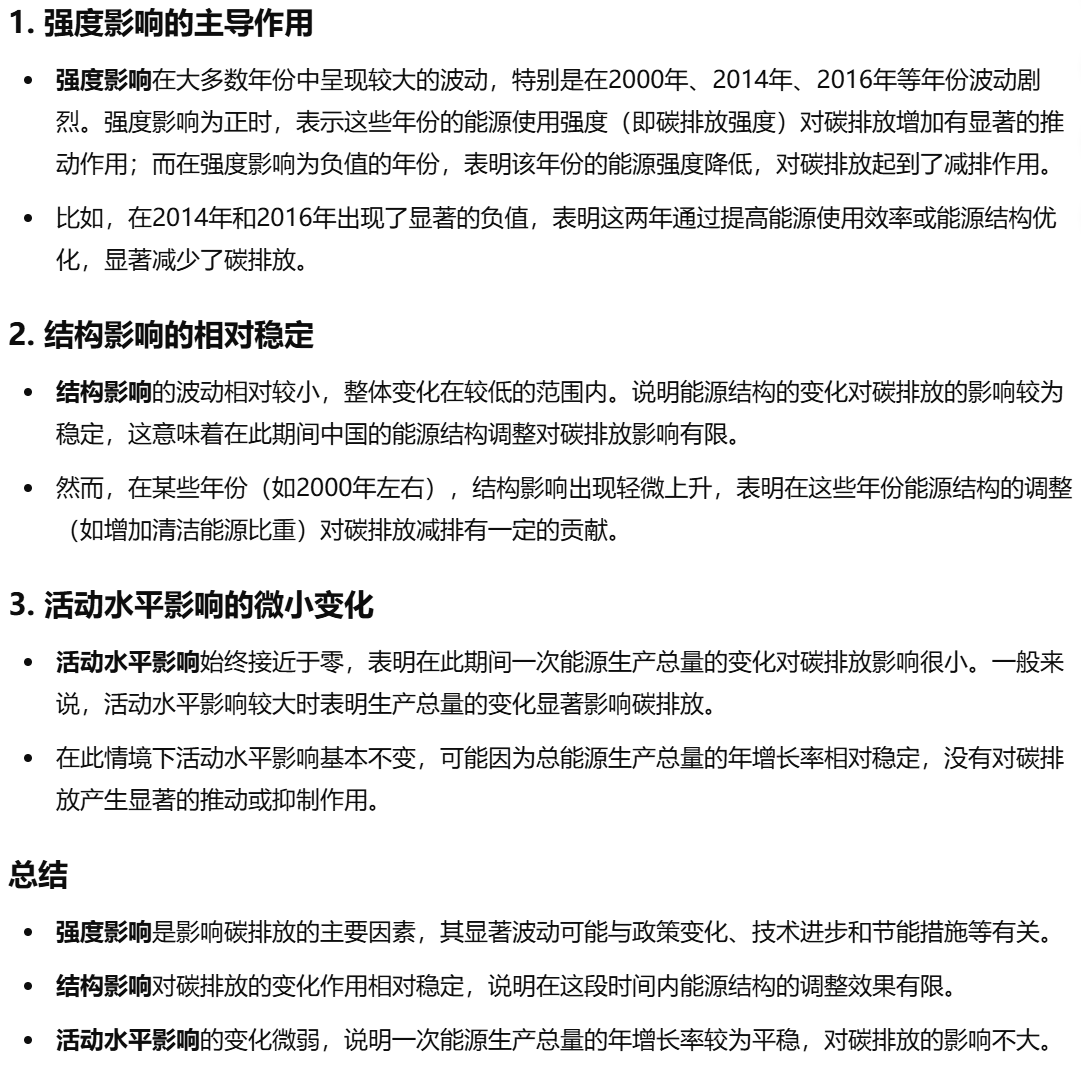 1. 强度影响的主导作用
• 强度影响在大多数年份中呈现较大的波动，特别是在2000年、2014年、2016年等年份波动剧
烈。强度影响为正时，表示这些年份的能源使用强度（即碳排放强度）对碳排放增加有显著的推
动作用；而在强度影响为负值的年份，表明该年份的能源强度降低，对碳排放起到了减排作用。
• 比如，在2014年和2016年出现了显著的负值，表明这两年通过提高能源使用效率或能源结构优
化，显著减少了碳排放。
2. 结构影响的相对稳定
• 结构影响的波动相对较小，整体变化在较低的范围内。说明能源结构的变化对碳排放的影响较为
稳定，这意味着在此期间中国的能源结构调整对碳排放影响有限。
• 然而，在某些年份（如2000年左右），结构影响出现轻微上升，表明在这些年份能源结构的调整
（如增加清洁能源比重）对碳排放减排有一定的贡献。
3. 活动水平影响的微小变化
• 活动水平影响始终接近于零，表明在此期间一次能源生产总量的变化对碳排放影响很小。一般来
说，活动水平影响较大时表明生产总量的变化显著影响碳排放。
• 在此情境下活动水平影响基本不变，可能因为总能源生产总量的年增长率相对稳定，没有对碳排
放产生显著的推动或抑制作用。
总结
• 强度影响是影响碳排放的主要因素，其显著波动可能与政策变化、技术进步和节能措施等有关。
• 结构影响对碳排放的变化作用相对稳定，说明在这段时间内能源结构的调整效果有限。
• 活动水平影响的变化微弱，说明一次能源生产总量的年增长率较为平稳，对碳排放的影响不大。